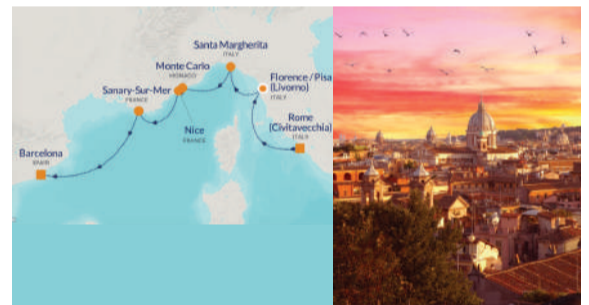 Santa Margherita
ITALY
Monte Carlo
MONACO
Florence / Pisa
(Livorno)
ITALY
Sanary-Sur-Mer
FRANCE
Rome
(Civitavecchia)
ITALY
Nice
FRANCE
Barcelona
SPAIN